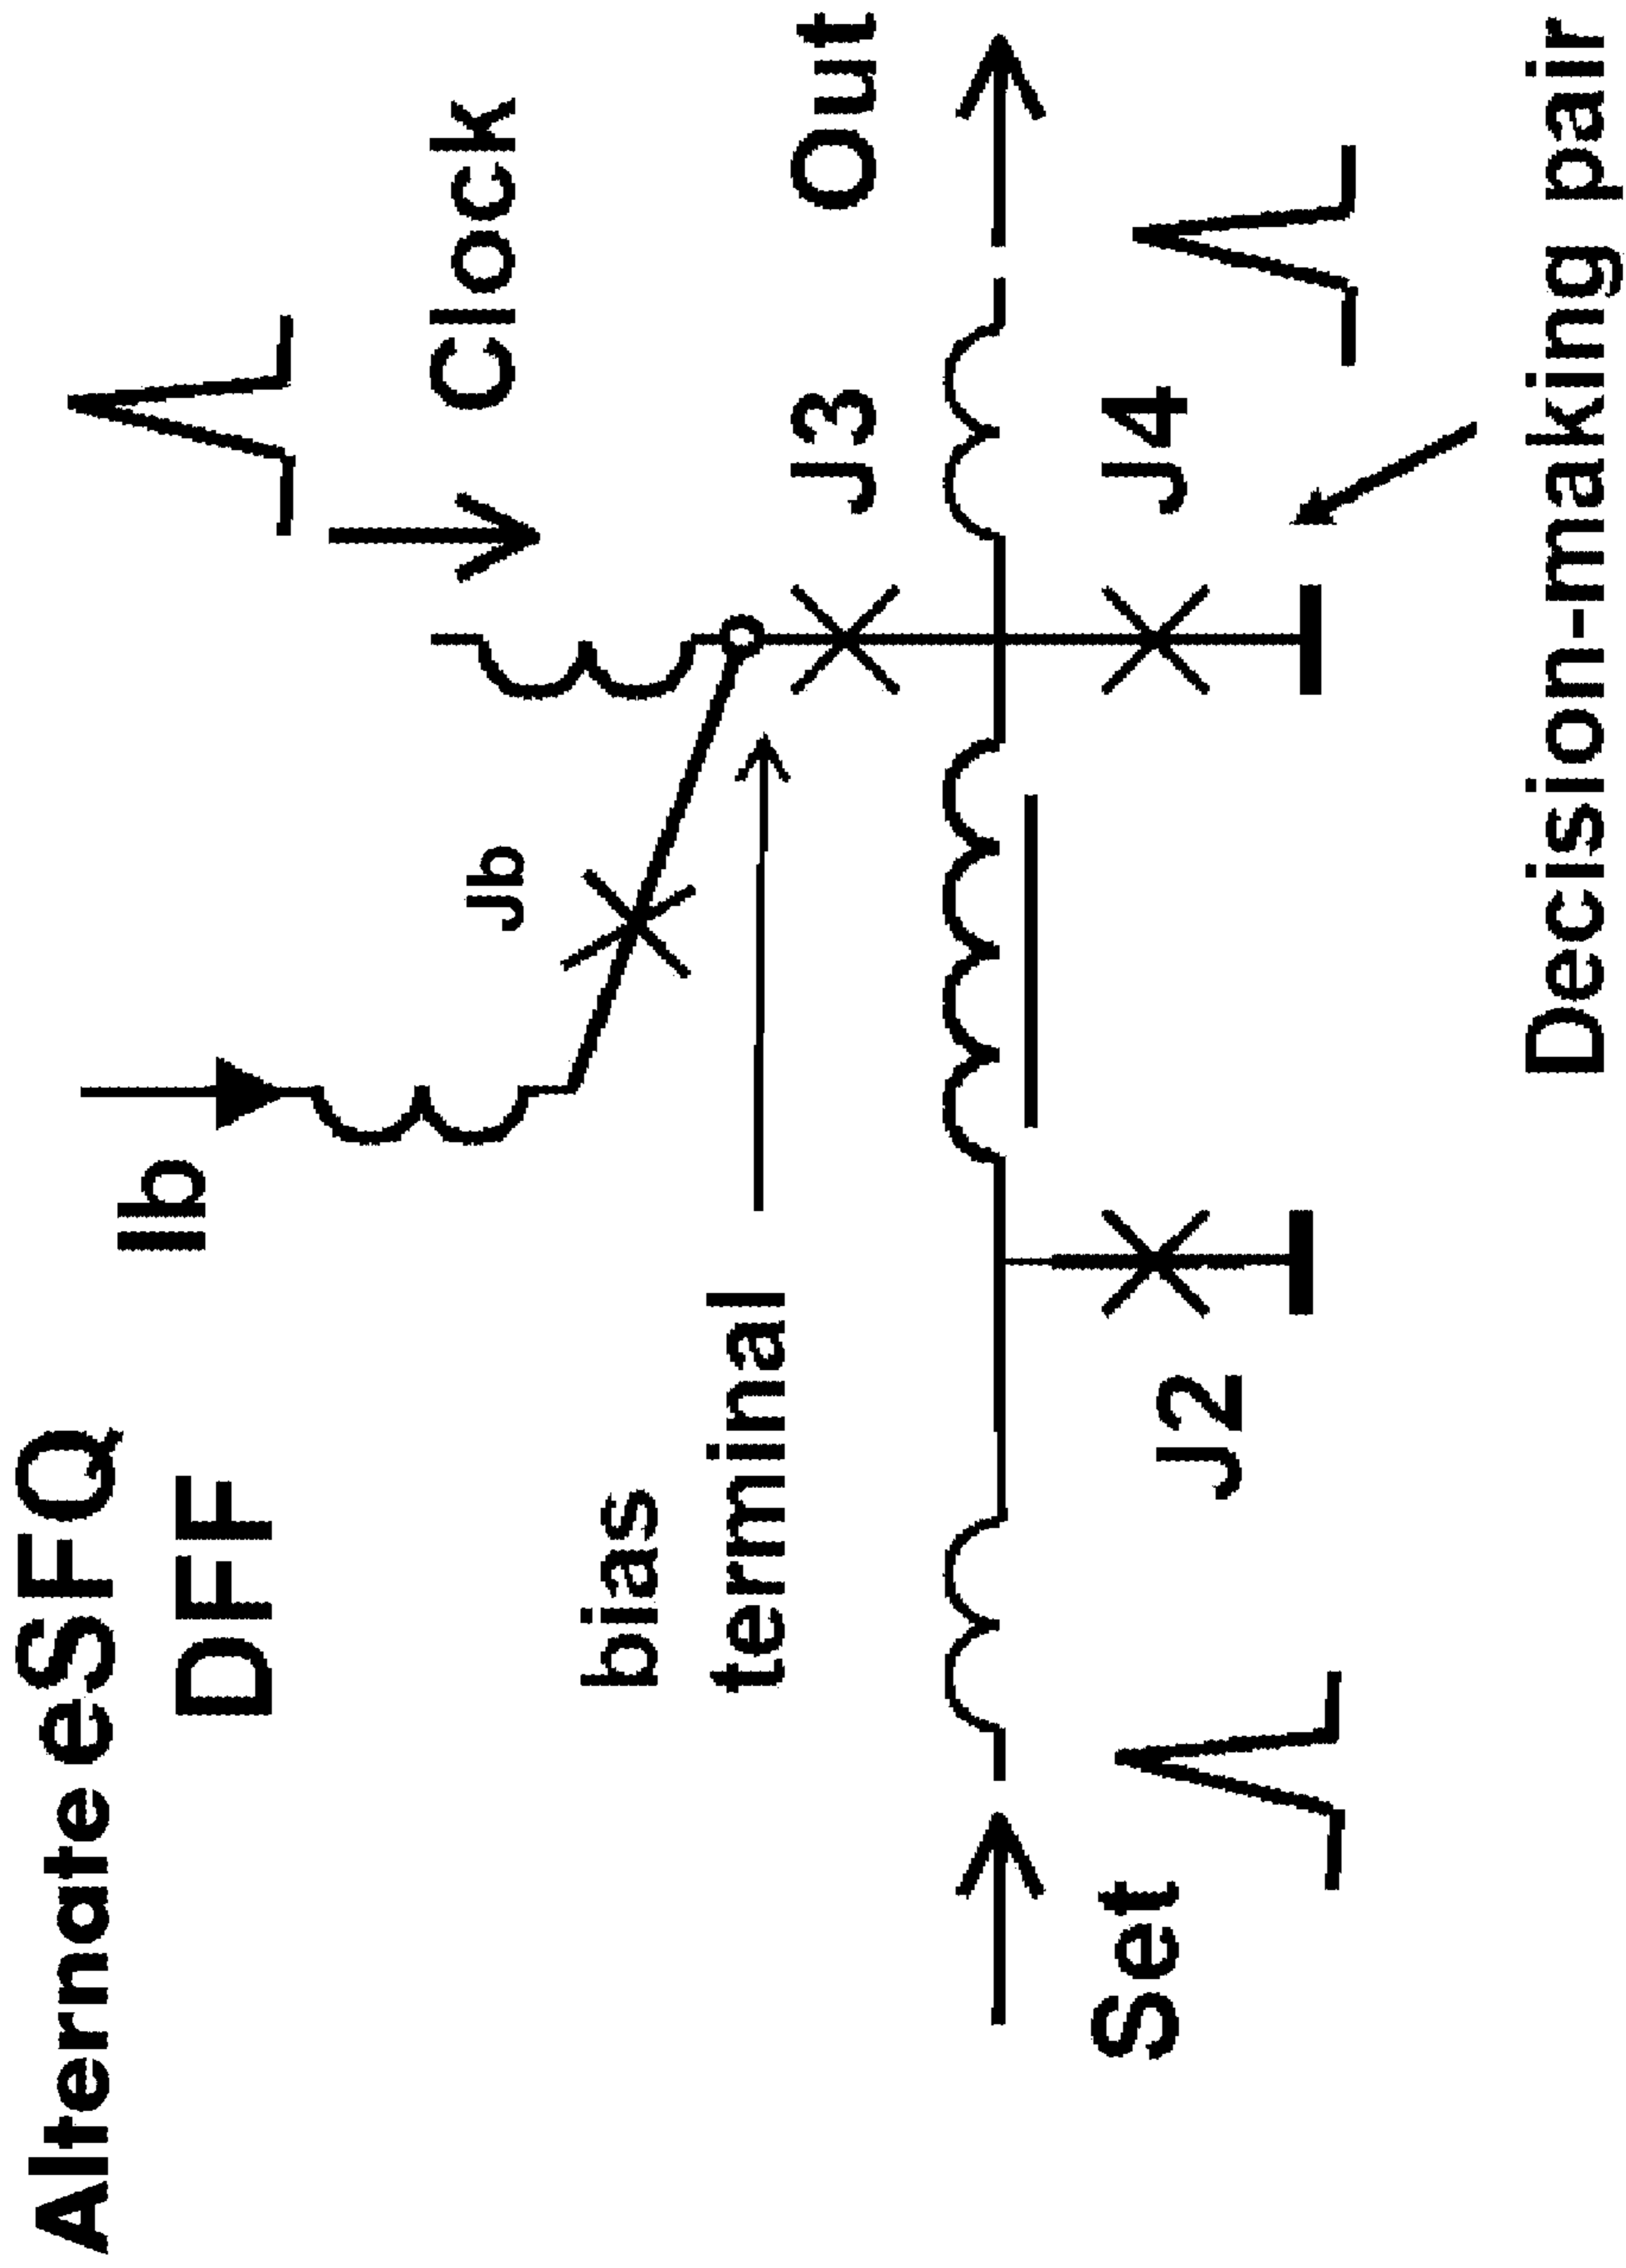 Alternate eSFQ
DFF
Ib
Jb
Clock
bias
terminal
J3
Out
Set
J2
J4
Decision-making pair